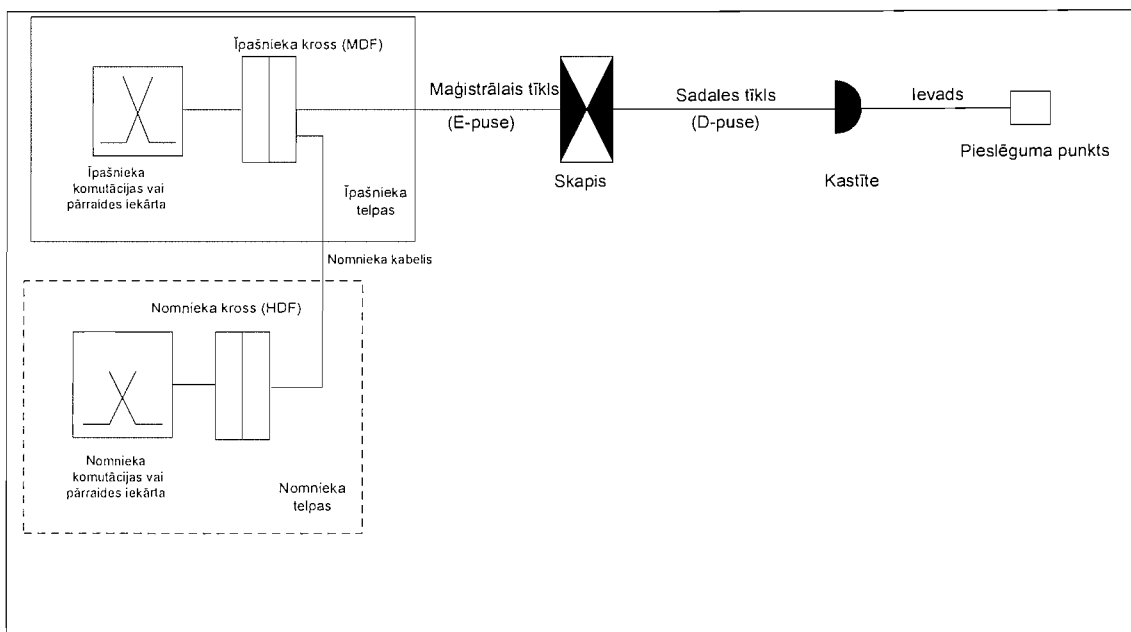 Īpašnieka kross (MDF)
Īpašnieka
komutācijas vai
pārraides iekārta
Īpašnieka
telpas
Maģistrālais tīkls
(E-puse)
Skapis
Sadales tīkls
(D-puse)
Kastīte
Ievads
Pieslēguma punkts
Nomnieka kabelis
Nomnieka kross (HDF)
Nomnieka
komutācijas vai
pārraides iekārta
Nomnieka
telpas